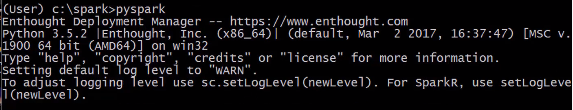 (User) c:\spark>pyspark
Enthought Deployment Manager -- https://www.enthought.com
Python 3.5.2 |Enthought, Inc. (x86_64)| (default, Mar  2 2017, 16:37:47) [MSC v.
1900 64 bit (AMD64)] on win32
Type "help", "copyright", "credits" or "license" for more information.
Setting default log level to "WARN".
To adjust logging level use sc.setLogLevel(newLevel). For SparkR, use setLogLeve
l(newLevel).